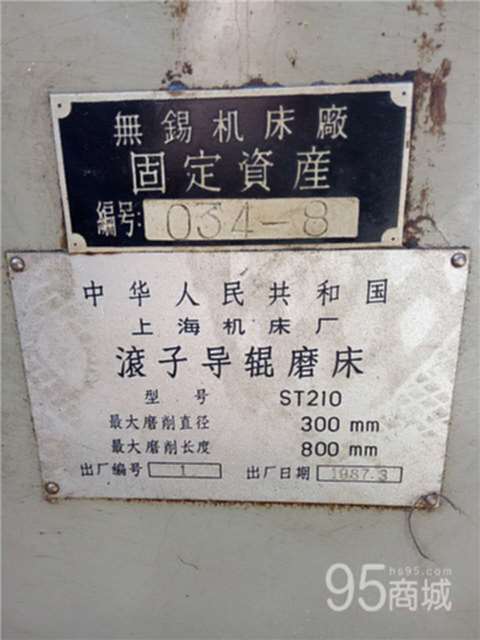 無錫机床廠
固定資産
編号: 034-8
中华人民共和国
上海机床厂
滚子导辊磨床
型号 ST210
最大磨削直径 300 mm
最大磨削长度 800 mm
出厂编号 1 出厂日期 1987.3
hs95.com
95商城